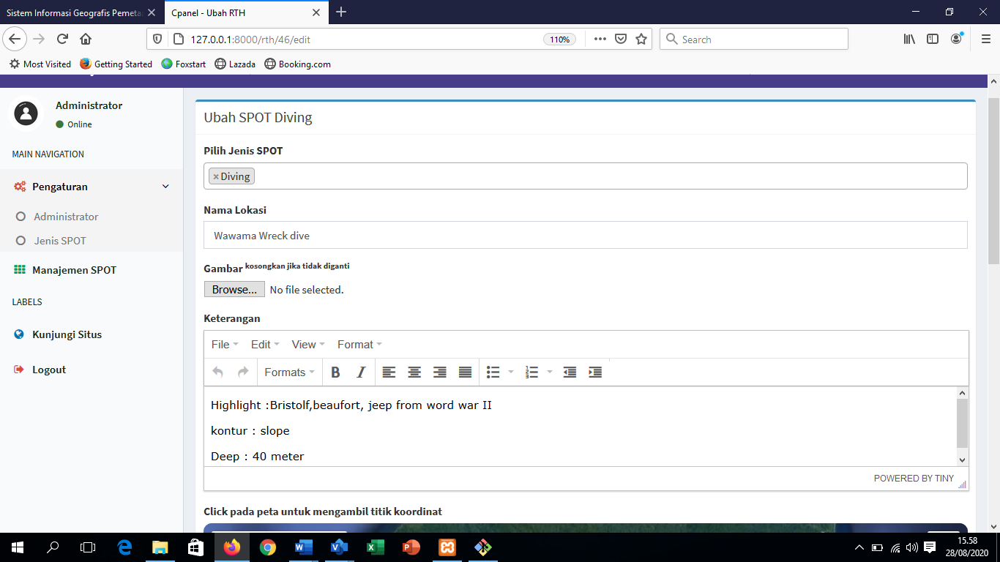 Sistem Informasi Geografis Pemeta
Cpanel - Ubah RTH
127.0.0.1:8000/rth/46/edit
110%
Search
Most Visited
Getting Started
Foxstart
Lazada
Booking.com
Administrator
Online
MAIN NAVIGATION
Pengaturan
Administrator
Jenis SPOT
Manajemen SPOT
LABELS
Kunjungi Situs
Logout
Ubah SPOT Diving
Pilih Jenis SPOT
× Diving
Nama Lokasi
Wawama Wreck dive
Gambar kosongkan jika tidak diganti
Browse... No file selected.
Keterangan
File Edit View Format
Formats B I
Highlight :Bristolf,beaufort, jeep from word war II
kontur : slope
Deep : 40 meter
POWERED BY TINY
Click pada peta untuk mengambil titik koordinat
15.58
28/08/2020